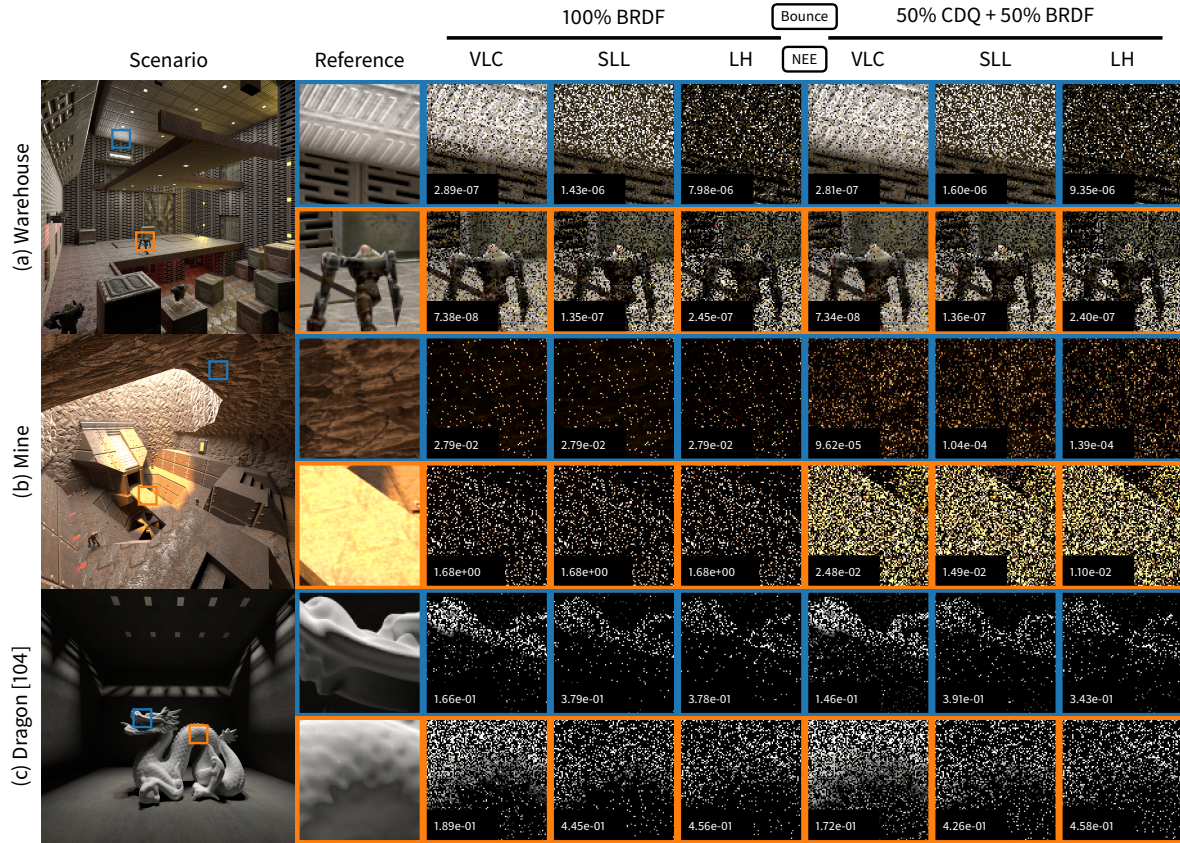 100% BRDF Bounce 50% CDQ + 50% BRDF
Scenario Reference VLC SLL LH NEE VLC SLL LH
(a) Warehouse
2.89e-07 1.43e-06 7.98e-06 2.81e-07 1.60e-06 9.35e-06
7.38e-08 1.35e-07 2.45e-07 7.34e-08 1.36e-07 2.40e-07
(b) Mine
2.79e-02 2.79e-02 2.79e-02 9.62e-05 1.04e-04 1.39e-04
1.68e+00 1.68e+00 1.68e+00 2.48e-02 1.49e-02 1.10e-02
(c) Dragon [104]
1.66e-01 3.79e-01 3.78e-01 1.46e-01 3.91e-01 3.43e-01
1.89e-01 4.45e-01 4.56e-01 1.72e-01 4.26e-01 4.58e-01